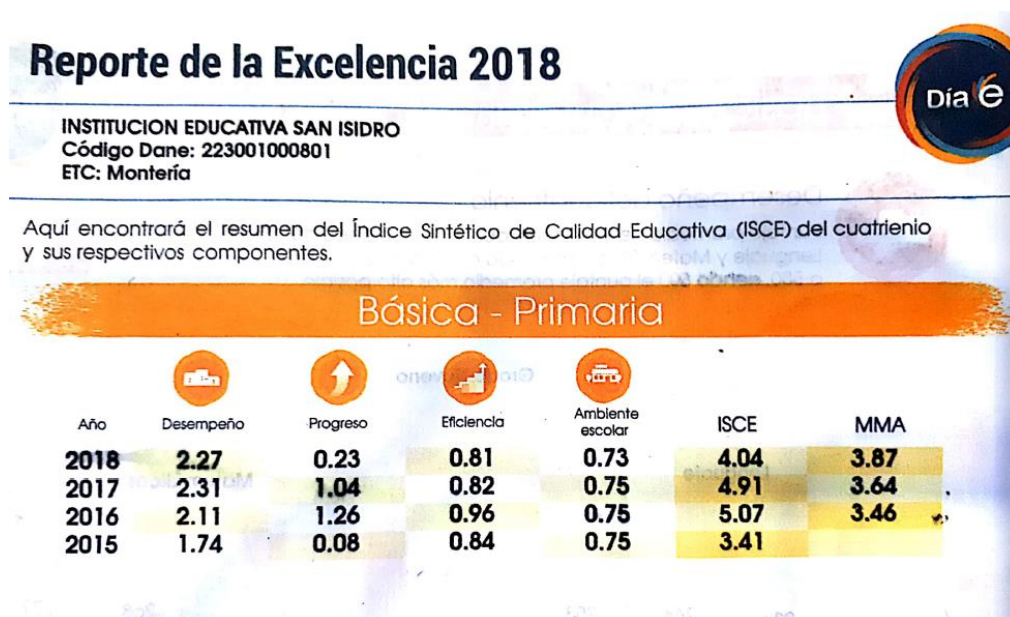 Reporte de la Excelencia 2018
Día é
INSTITUCION EDUCATIVA SAN ISIDRO
Código Dane: 223001000801
ETC: Montería
Aquí encontrará el resumen del Índice Sintético de Calidad Educativa (ISCE) del cuatrienio
y sus respectivos componentes.
Básica - Primaria
Año Desempeño Progreso Eficiencia Ambiente escolar ISCE MMA
2018 2.27 0.23 0.81 0.73 4.04 3.87
2017 2.31 1.04 0.82 0.75 4.91 3.64
2016 2.11 1.26 0.96 0.75 5.07 3.46
2015 1.74 0.08 0.84 0.75 3.41